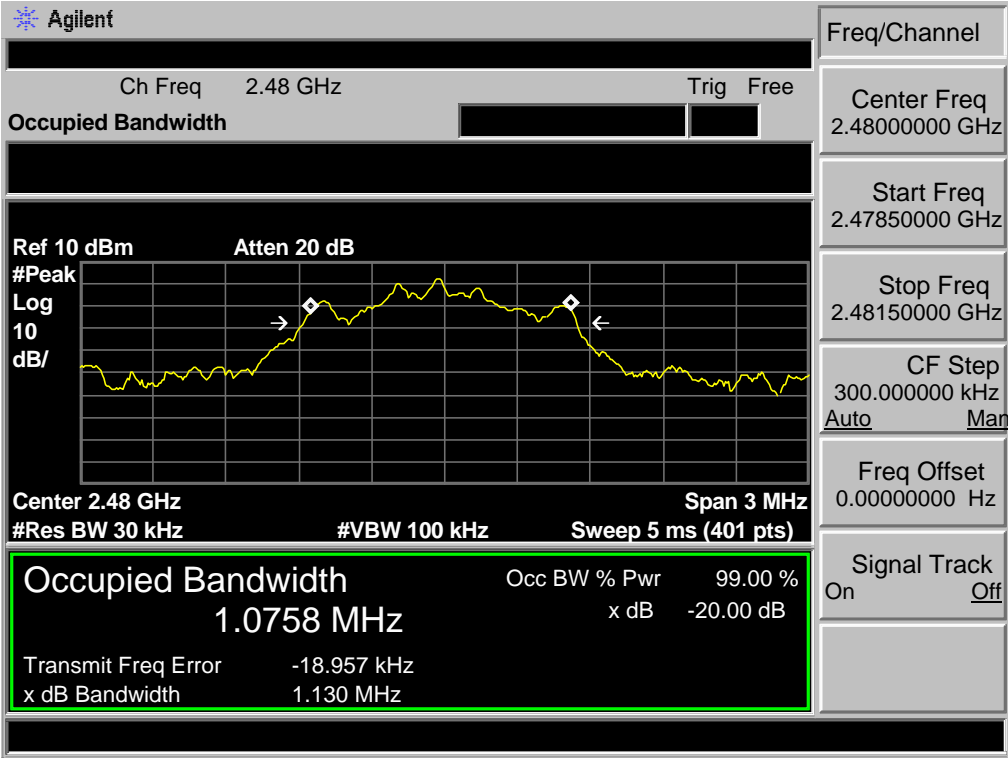 Agilent
Freq/Channel
Ch Freq 2.48 GHz Trig Free
Occupied Bandwidth
Center Freq
2.48000000 GHz
Start Freq
2.47850000 GHz
Ref 10 dBm Atten 20 dB
#Peak
Log
10
dB/
Stop Freq
2.48150000 GHz
CF Step
300.000000 kHz
Auto Man
Freq Offset
0.00000000 Hz
Center 2.48 GHz Span 3 MHz
#Res BW 30 kHz #VBW 100 kHz Sweep 5 ms (401 pts)
Signal Track
On Off
Occupied Bandwidth
1.0758 MHz
Occ BW % Pwr 99.00 %
x dB -20.00 dB
Transmit Freq Error -18.957 kHz
x dB Bandwidth 1.130 MHz